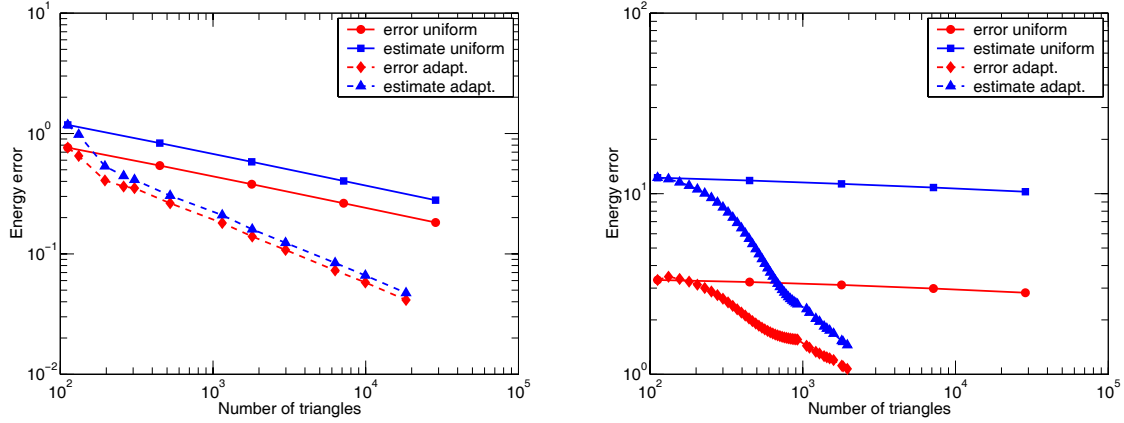 10^1
10^0
10^-1
10^-2
Energy error
10^2
10^3
10^4
10^5
Number of triangles
error uniform
estimate uniform
error adapt.
estimate adapt.
10^2
10^1
10^0
Energy error
10^2
10^3
10^4
10^5
Number of triangles
error uniform
estimate uniform
error adapt.
estimate adapt.